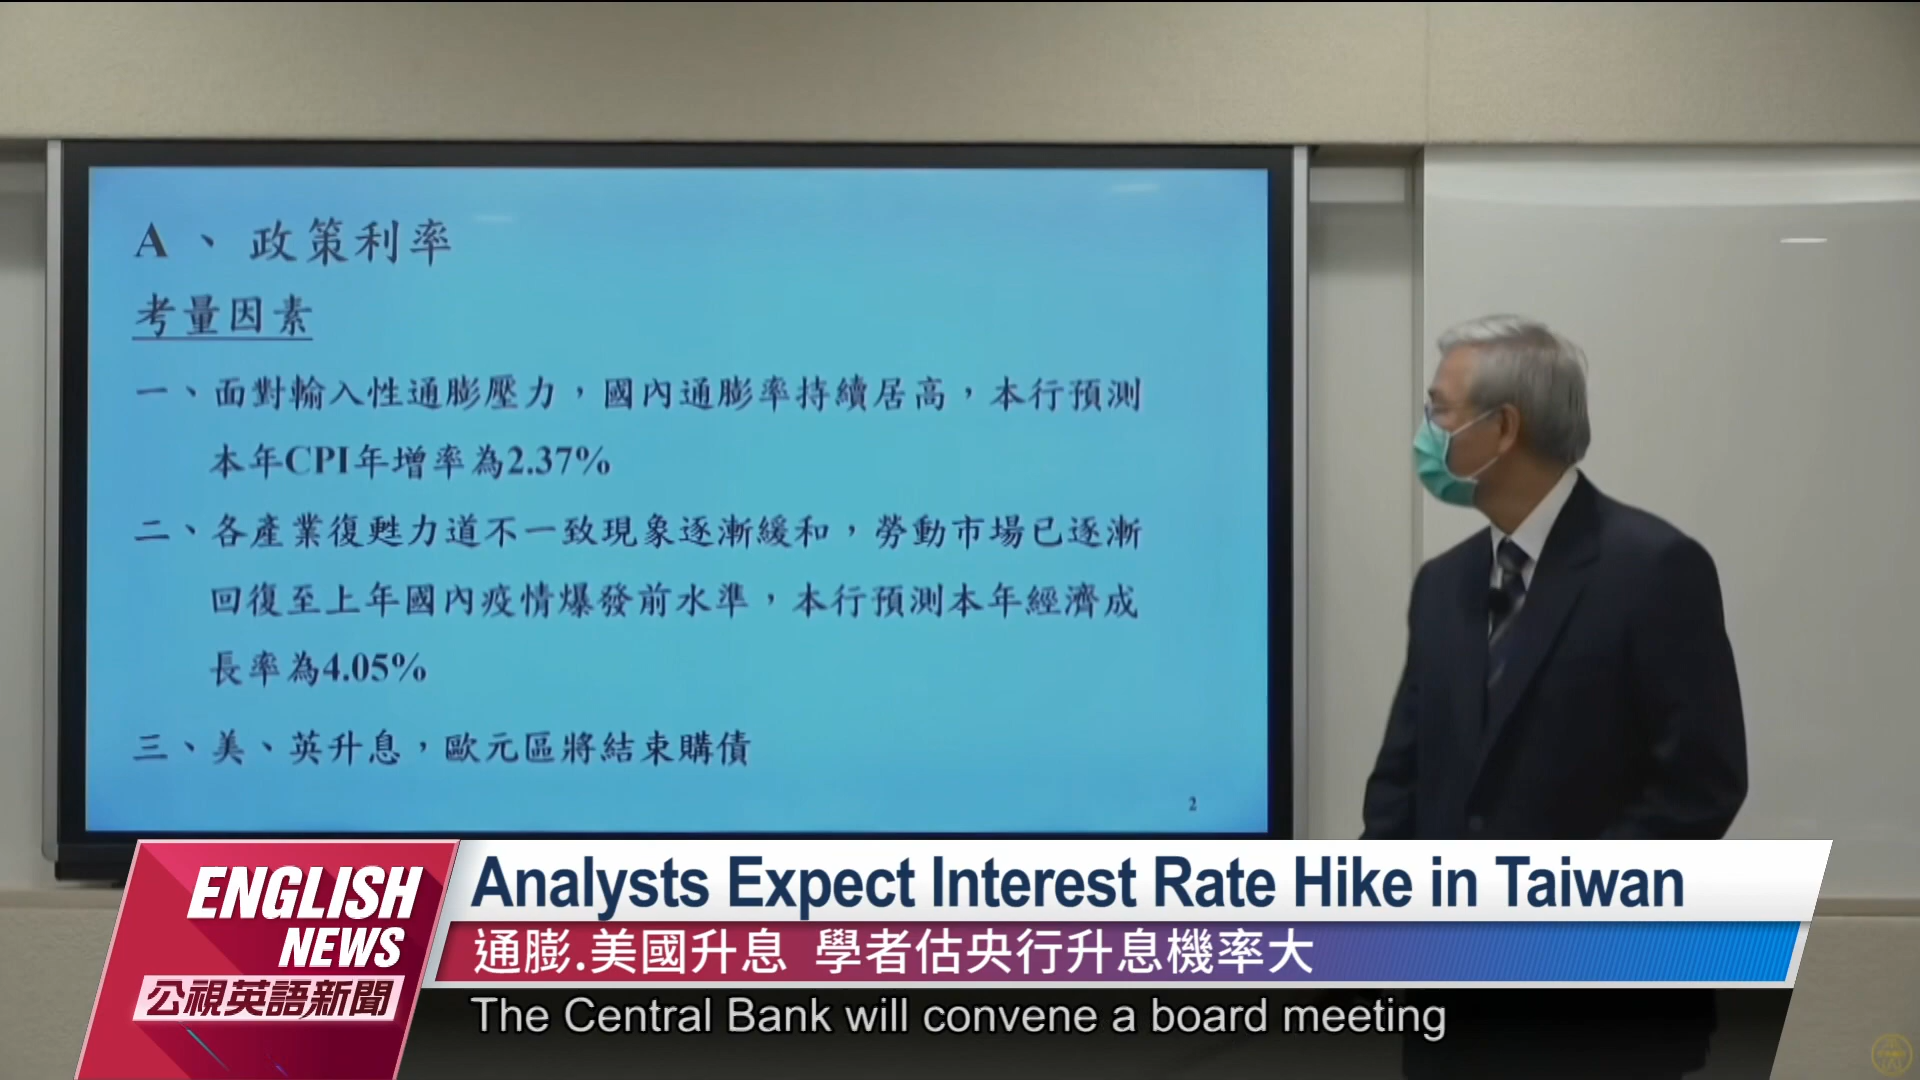 A、政策利率
考量因素
一、面對輸入性通膨壓力，國內通膨率持續居高，本行預測
本年CPI年增率為2.37%
二、各產業復甦力道不一致現象逐漸緩和，勞動市場已逐漸
回復至上年國內疫情爆發前水準，本行預測本年經濟成
長率為4.05%
三、美、英升息，歐元區將結束購債
2
ENGLISH
NEWS
公視英語新聞
Analysts Expect Interest Rate Hike in Taiwan
通膨.美國升息 學者估央行升息機率大
The Central Bank will convene a board meeting